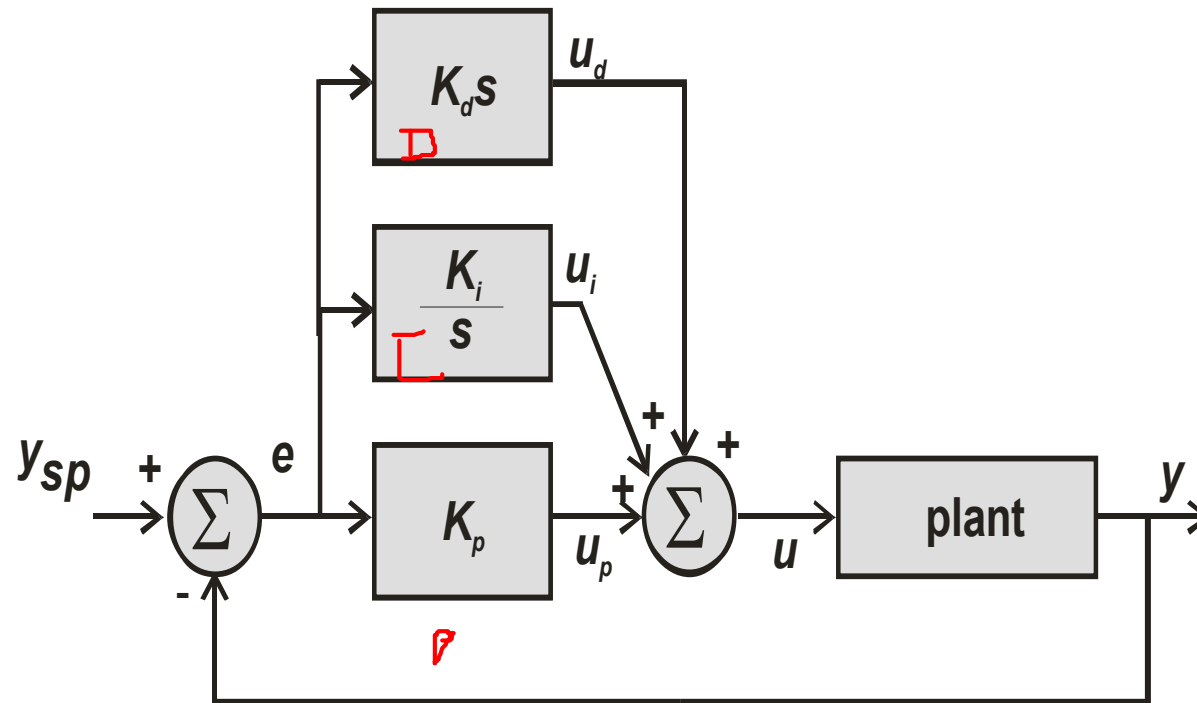 u_d
K_d s
D
K_i
s
u_i
I
+
+
y_sp
+
e
+
Σ
K_p
u_p
Σ
u
plant
y
-
P